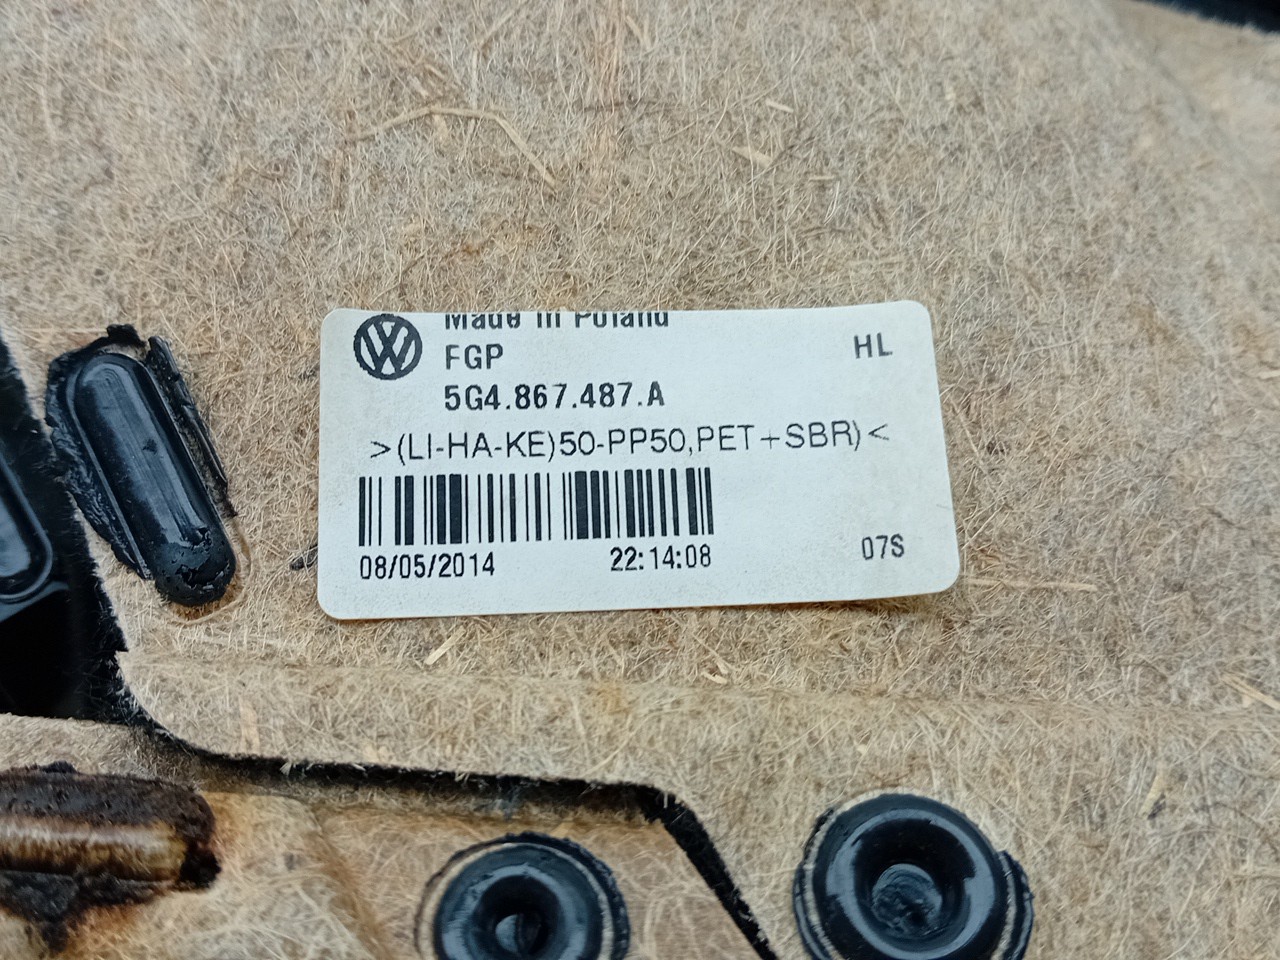 Made in Poland
FGP
HL
5G4.867.487.A
>(LI-HA-KE)50-PP50,PET+SBR)<
08/05/2014 22:14:08 07S